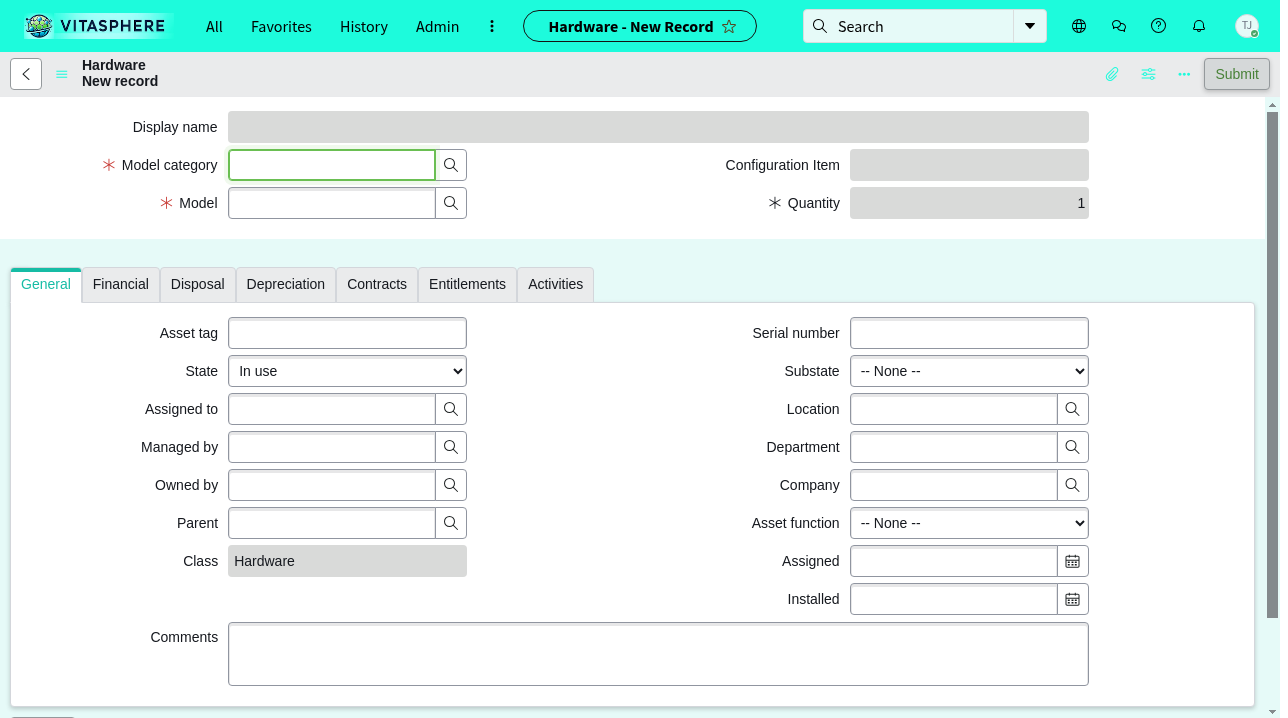 VITASPHERE
All
Favorites
History
Admin
Hardware - New Record
Search
TJ
Hardware
New record
Submit
Display name
Model category
Configuration Item
Model
Quantity
1
General
Financial
Disposal
Depreciation
Contracts
Entitlements
Activities
Asset tag
Serial number
State
In use
Substate
-- None --
Assigned to
Location
Managed by
Department
Owned by
Company
Parent
Asset function
-- None --
Class
Hardware
Assigned
Installed
Comments